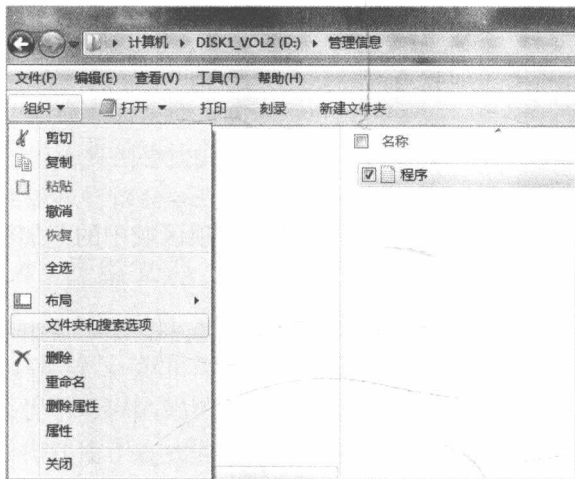 计算机 ▸ DISK1_VOL2 (D:) ▸ 管理信息
文件(F) 编辑(E) 查看(V) 工具(T) 帮助(H)
组织 ▼ 打开 ▼ 打印 刻录 新建文件夹
剪切
复制
粘贴
撤消
恢复
全选
布局
文件夹和搜索选项
删除
重命名
删除属性
属性
关闭
名称
程序